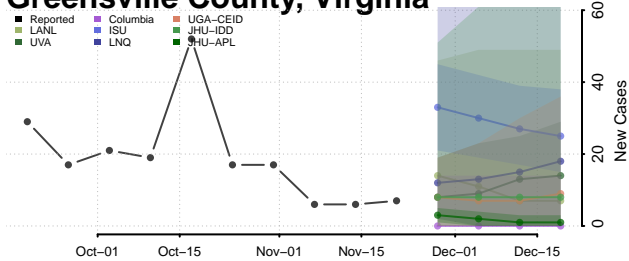 Greensville County, Virginia
Reported
LANL
UVA
Columbia
ISU
LNQ
UGA−CEID
JHU−IDD
JHU−APL
0
20
40
60
New Cases
Oct−01
Oct−15
Nov−01
Nov−15
Dec−01
Dec−15